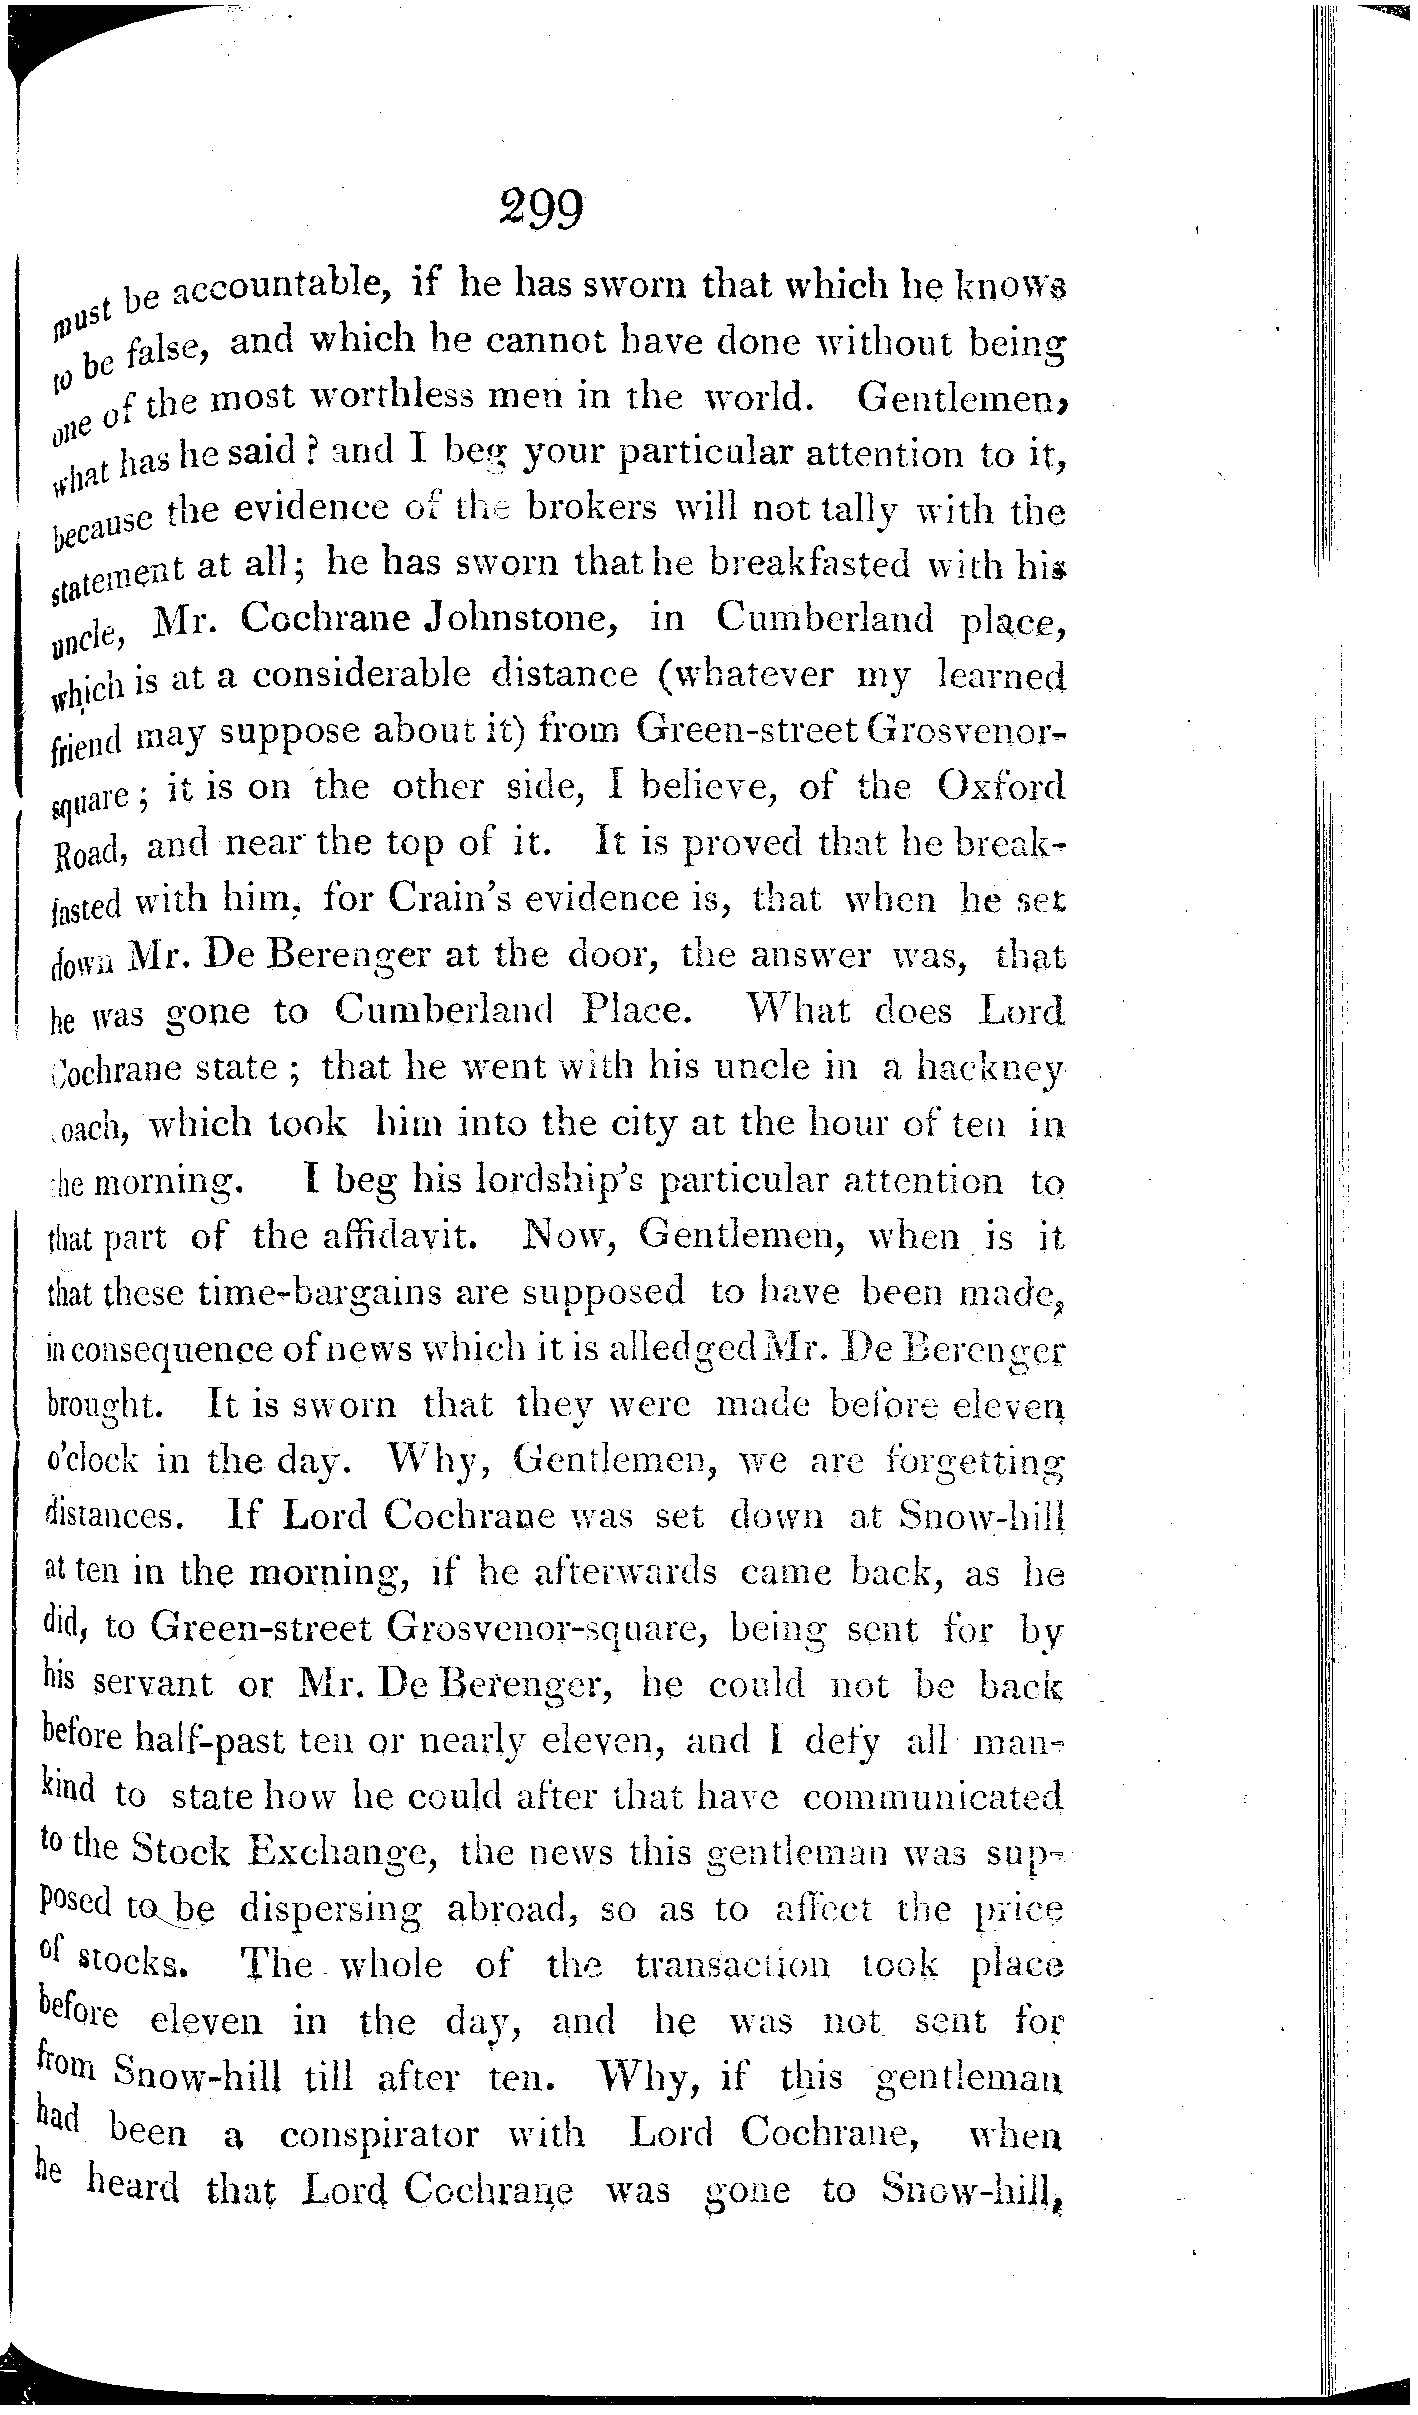 299
must be accountable, if he has sworn that which he knows
to be false, and which he cannot have done without being
one of the most worthless men in the world. Gentlemen,
what has he said? and I beg your particular attention to it,
because the evidence of the brokers will not tally with the
statement at all; he has sworn that he breakfasted with his
uncle, Mr. Cochrane Johnstone, in Cumberland place,
which is at a considerable distance (whatever my learned
friend may suppose about it) from Green-street Grosvenor-
square; it is on the other side, I believe, of the Oxford
Road, and near the top of it. It is proved that he break-
fasted with him, for Crain's evidence is, that when he set
down Mr. De Berenger at the door, the answer was, that
he was gone to Cumberland Place. What does Lord
Cochrane state; that he went with his uncle in a hackney
coach, which took him into the city at the hour of ten in
the morning. I beg his lordship's particular attention to
that part of the affidavit. Now, Gentlemen, when is it
that these time-bargains are supposed to have been made,
in consequence of news which it is alledged Mr. De Berenger
brought. It is sworn that they were made before eleven
o'clock in the day. Why, Gentlemen, we are forgetting
distances. If Lord Cochrane was set down at Snow-hill
at ten in the morning, if he afterwards came back, as he
did, to Green-street Grosvenor-square, being sent for by
his servant or Mr. De Berenger, he could not be back
before half-past ten or nearly eleven, and I defy all man-
kind to state how he could after that have communicated
to the Stock Exchange, the news this gentleman was sup-
posed to be dispersing abroad, so as to affect the price
of stocks. The whole of the transaction took place
before eleven in the day, and he was not sent for
from Snow-hill till after ten. Why, if this gentleman
had been a conspirator with Lord Cochrane, when
he heard that Lord Cochrane was gone to Snow-hill,